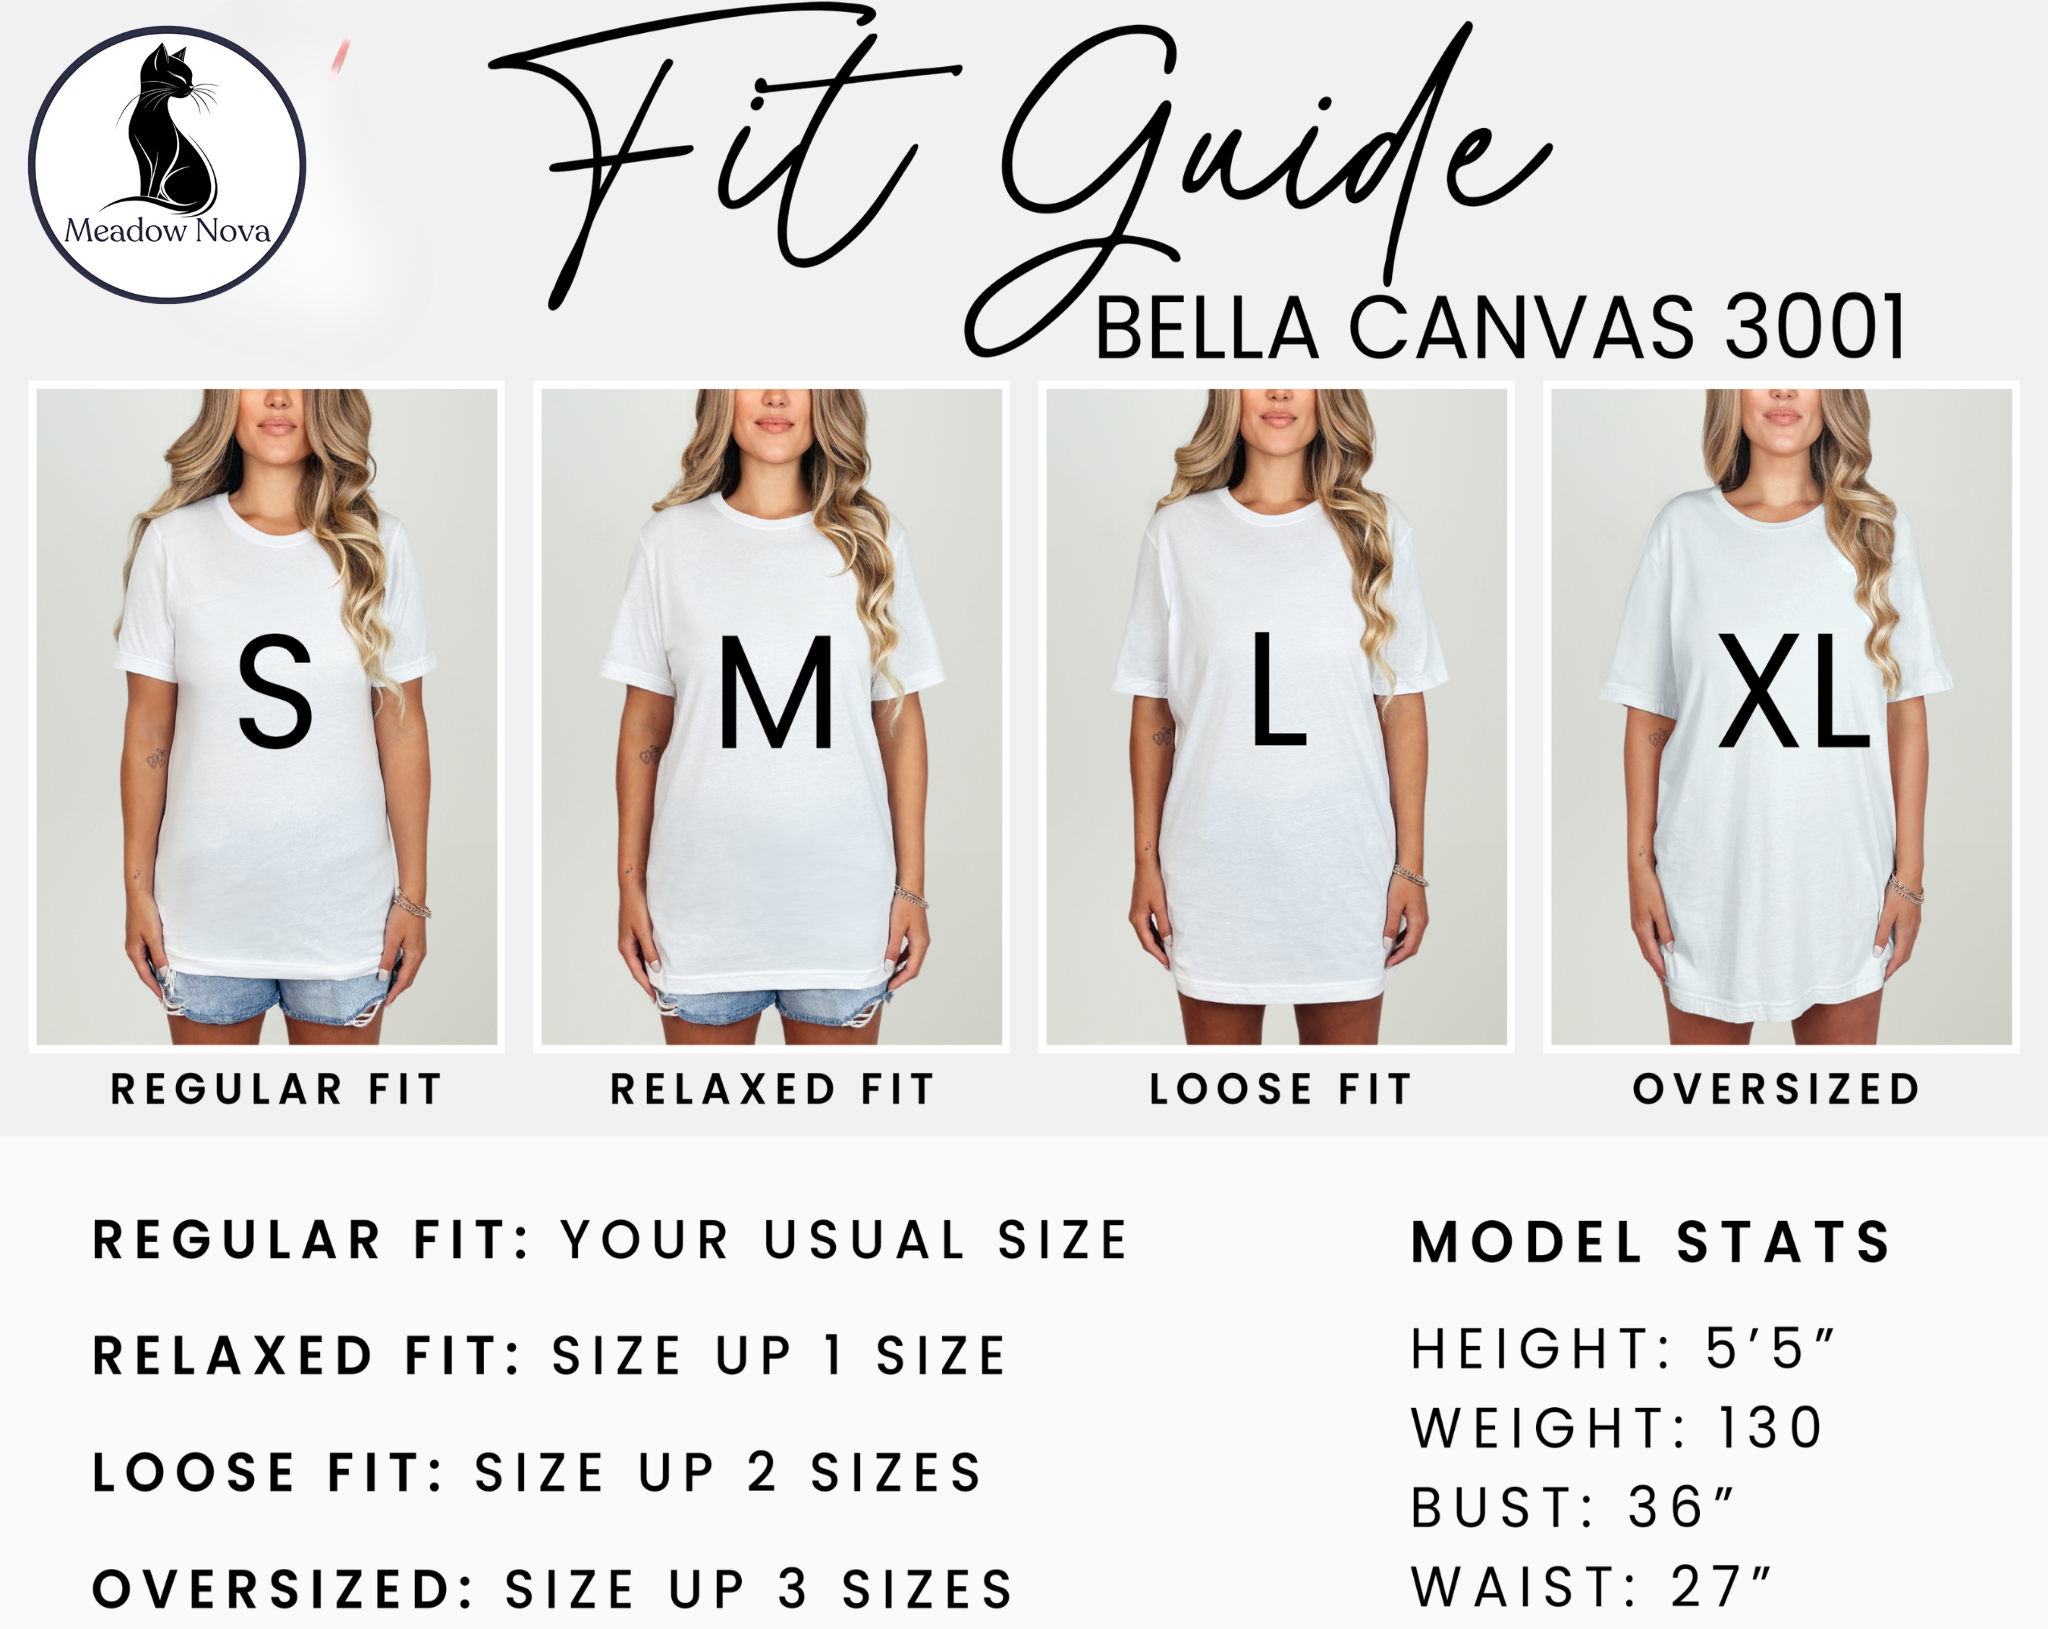 Meadow Nova
Fit Guide
BELLA CANVAS 3001
S
M
L
XL
REGULAR FIT
RELAXED FIT
LOOSE FIT
OVERSIZED
REGULAR FIT: YOUR USUAL SIZE
RELAXED FIT: SIZE UP 1 SIZE
LOOSE FIT: SIZE UP 2 SIZES
OVERSIZED: SIZE UP 3 SIZES
MODEL STATS
HEIGHT: 5’5”
WEIGHT: 130
BUST: 36”
WAIST: 27”